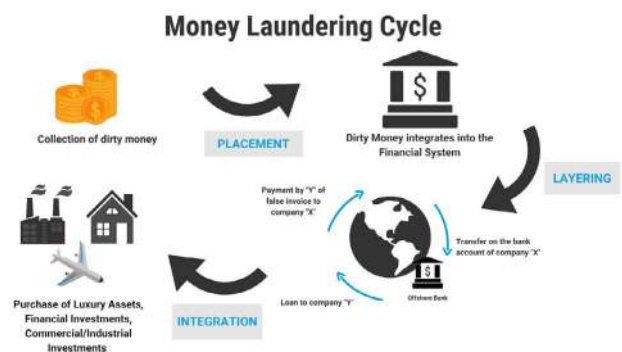 Money Laundering Cycle
Collection of dirty money
PLACEMENT
$
Dirty Money integrates into the
Financial System
LAYERING
Payment by "Y" of
false invoice to
company "X"
Transfer on the bank
account of company "X"
$
Offshore Bank
Loan to company "Y"
INTEGRATION
Purchase of Luxury Assets,
Financial Investments,
Commercial/Industrial
Investments